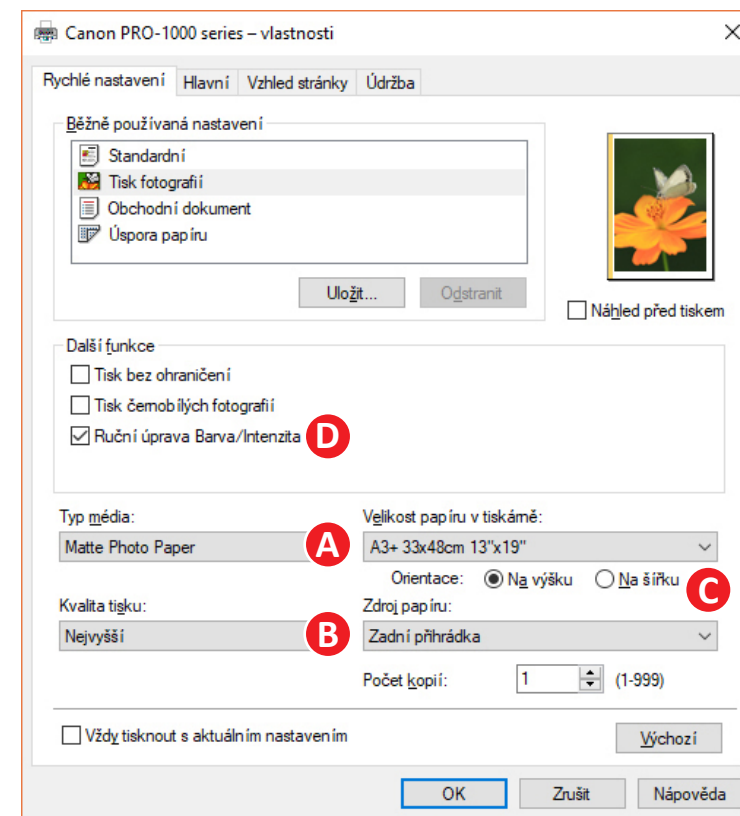 Canon PRO-1000 series – vlastnosti
Rychlé nastavení Hlavní Vzhled stránky Údržba
Běžně používaná nastavení
Standardní
Tisk fotografií
Obchodní dokument
Úspora papíru
Uložit... Odstranit
Náhled před tiskem
Další funkce
Tisk bez ohraničení
Tisk černobílých fotografií
Ruční úprava Barva/Intenzita D
Typ média: Velikost papíru v tiskárně:
Matte Photo Paper A A3+ 33x48cm 13"x19"
Orientace: Na výšku Na šířku C
Kvalita tisku: Zdroj papíru:
Nejvyšší B Zadní přihrádka
Počet kopií: 1 (1-999)
Vždy tisknout s aktuálním nastavením Výchozí
OK Zrušit Nápověda